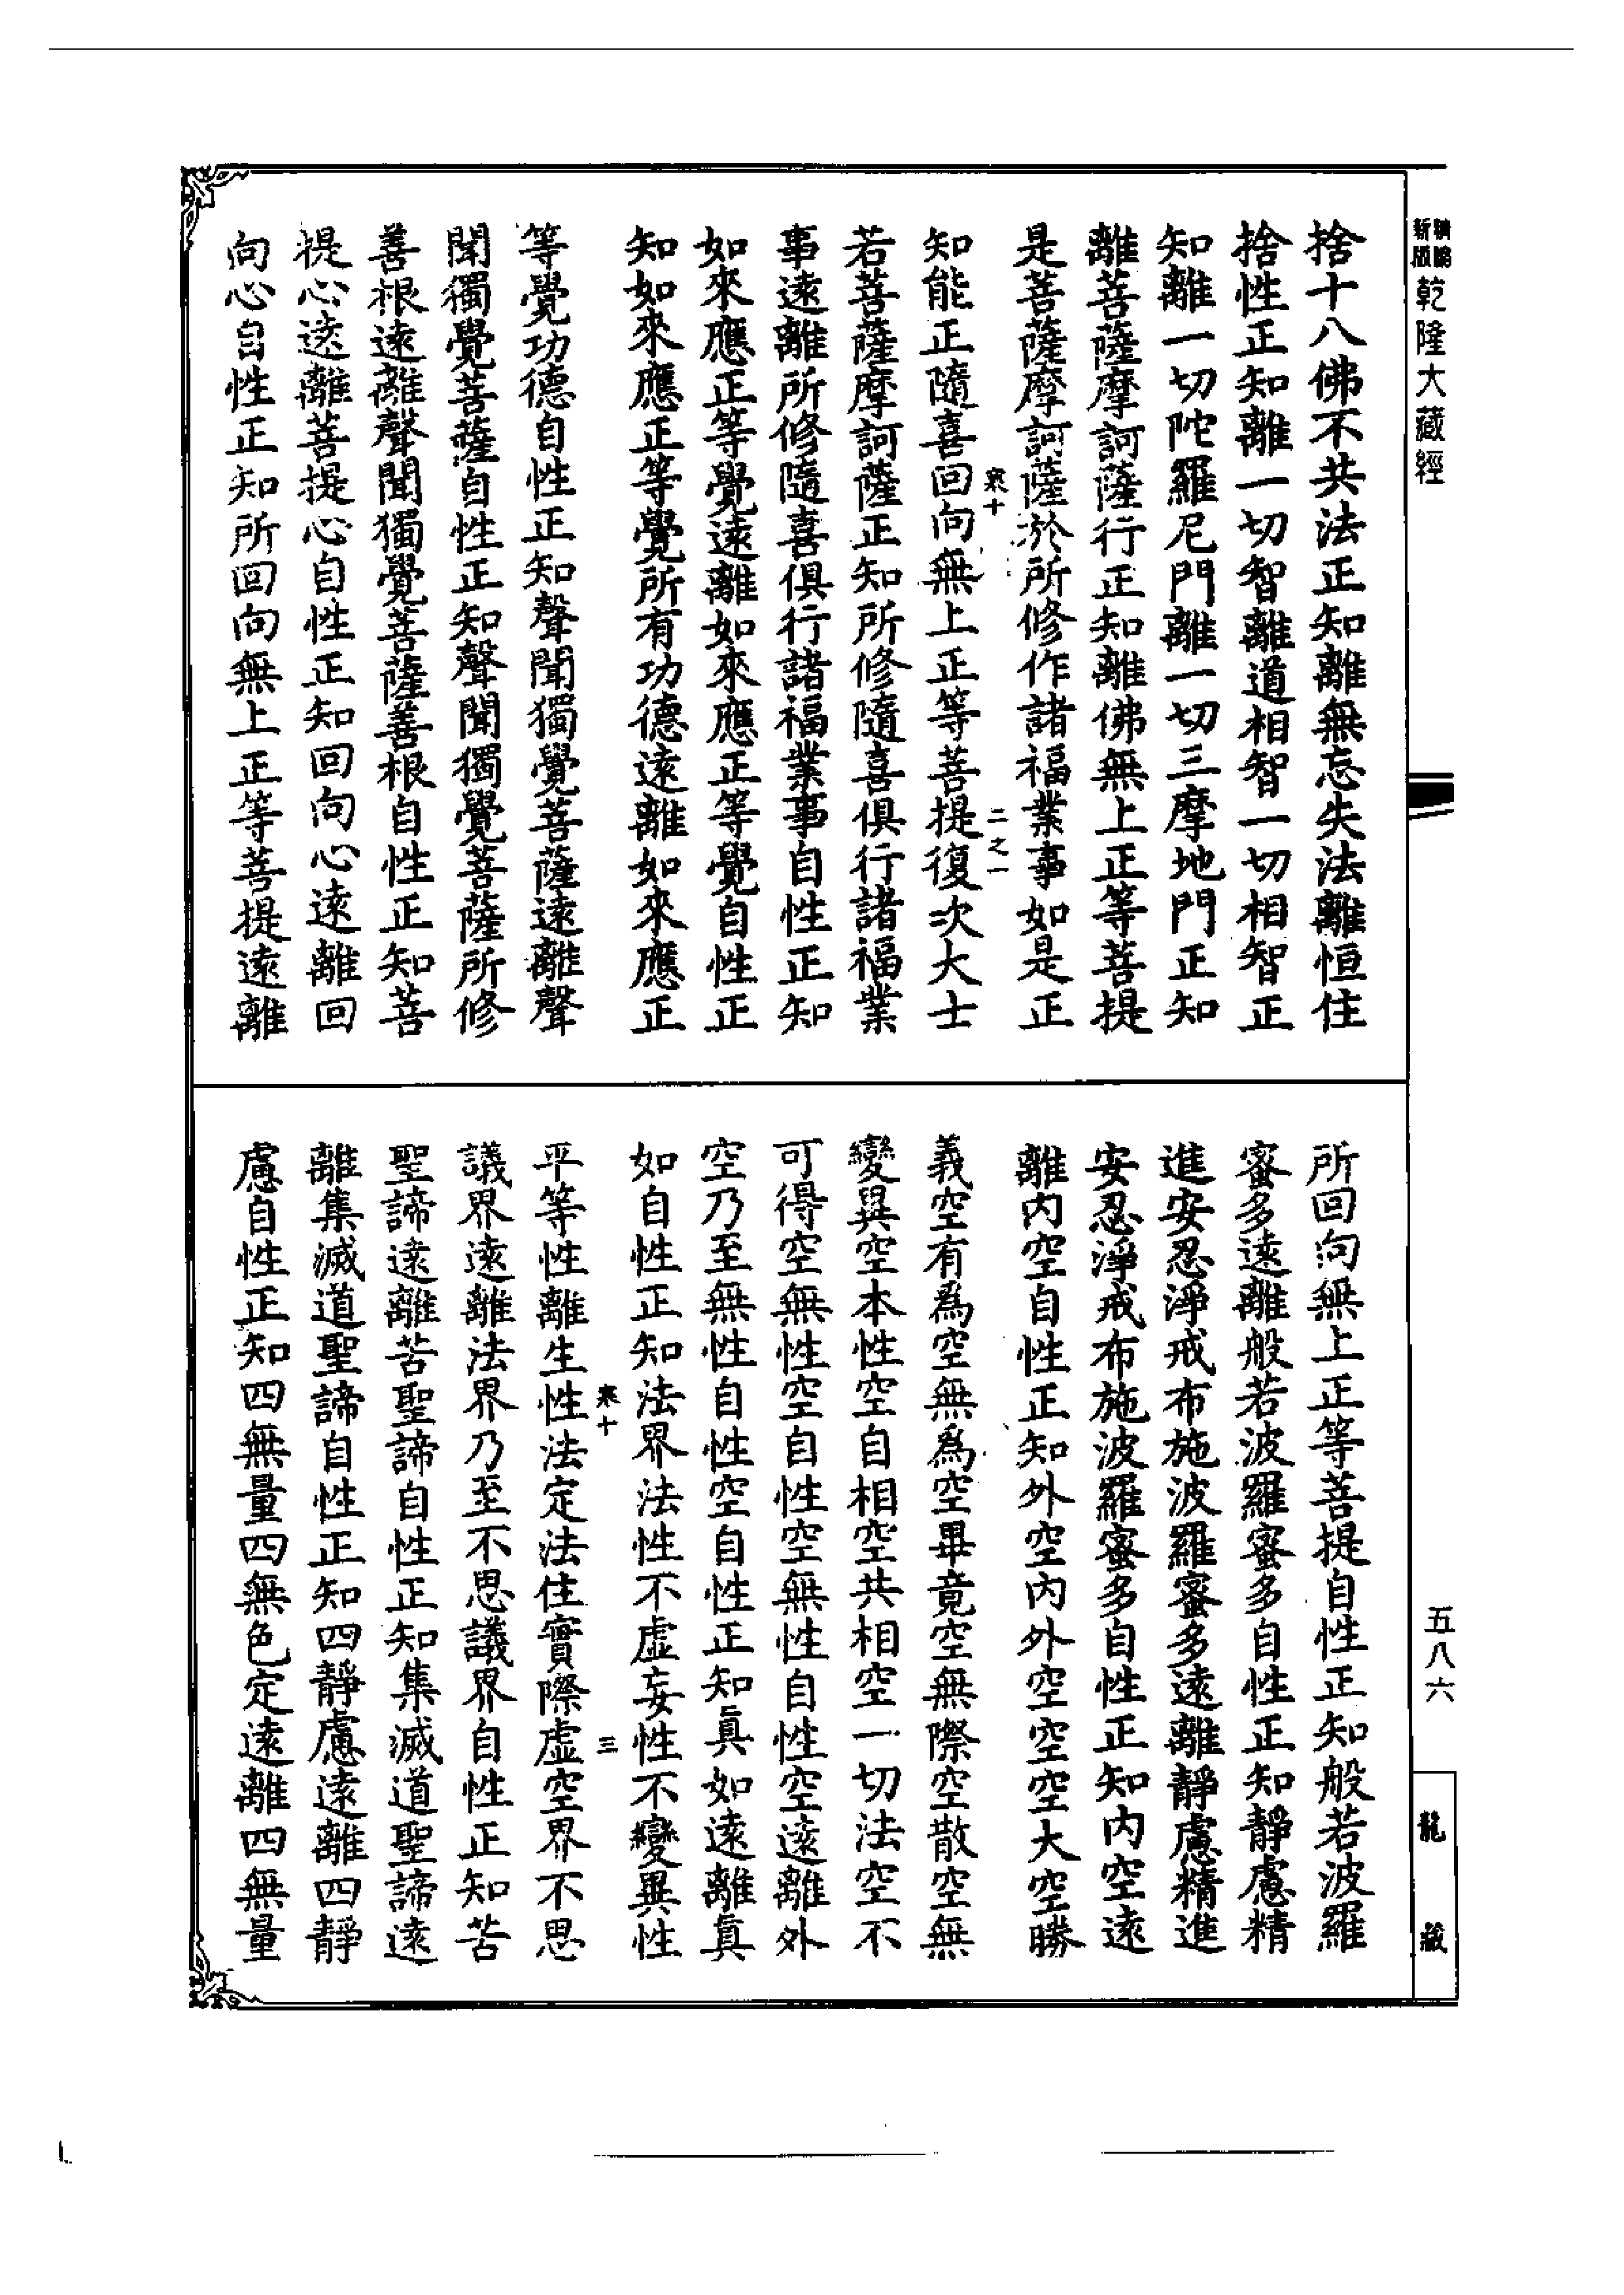 新版
乾隆大藏經
捨十八佛不共法正知離無忘失法離恒住
捨性正知離一切智離道相智一切相智正
知離一切陀羅尼門離一切三摩地門正知
離菩薩摩訶薩行正知離佛無上正等菩提
是菩薩摩訶薩於所修作諸福業事如是正
二之一
知能正隨喜回向無上正等菩提復次大士
若菩薩摩訶薩正知所修隨喜俱行諸福業
事遠離所修隨喜俱行諸福業事自性正知
如來應正等覺遠離如來應正等覺自性正
知如來應正等覺所有功德遠離如來應正
等覺功德自性正知聲聞獨覺菩薩遠離聲
聞獨覺菩薩自性正知聲聞獨覺菩薩所修
善根遠離聲聞獨覺菩薩善根自性正知菩
提心遠離菩提心自性正知回向心遠離回
向心自性正知所回向無上正等菩提遠離
所回向無上正等菩提自性正知般若波羅
蜜多遠離般若波羅蜜多自性正知靜慮精
進安忍淨戒布施波羅蜜多遠離靜慮精進
安忍淨戒布施波羅蜜多自性正知內空遠
離內空自性正知外空內外空空空大空勝
義空有為空無為空畢竟空無際空散空無
變異空本性空自相空共相空一切法空不
可得空無性空自性空無性自性空遠離外
空乃至無性自性空自性正知真如遠離真
如自性正知法界法性不虛妄性不變異性
三
平等性離生性法定法住實際虛空界不思
議界遠離法界乃至不思議界自性正知苦
聖諦遠離苦聖諦自性正知集滅道聖諦遠
離集滅道聖諦自性正知四靜慮遠離四靜
慮自性正知四無量四無色定遠離四無量
五八六
龍藏